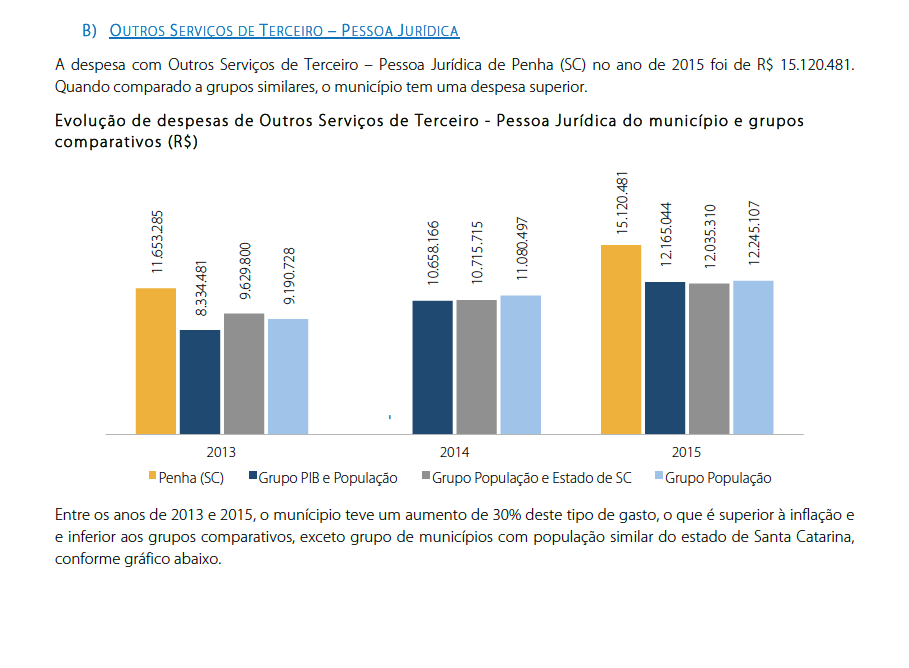 B) OUTROS SERVIÇOS DE TERCEIRO – PESSOA JURÍDICA
A despesa com Outros Serviços de Terceiro – Pessoa Jurídica de Penha (SC) no ano de 2015 foi de R$ 15.120.481.
Quando comparado a grupos similares, o município tem uma despesa superior.
Evolução de despesas de Outros Serviços de Terceiro - Pessoa Jurídica do município e grupos
comparativos (R$)
11.653.285
8.334.481
9.629.800
9.190.728
10.658.166
10.715.715
11.080.497
15.120.481
12.165.044
12.035.310
12.245.107
2013
2014
2015
Penha (SC)
Grupo PIB e População
Grupo População e Estado de SC
Grupo População
Entre os anos de 2013 e 2015, o munícipio teve um aumento de 30% deste tipo de gasto, o que é superior à inflação e
e inferior aos grupos comparativos, exceto grupo de municípios com população similar do estado de Santa Catarina,
conforme gráfico abaixo.